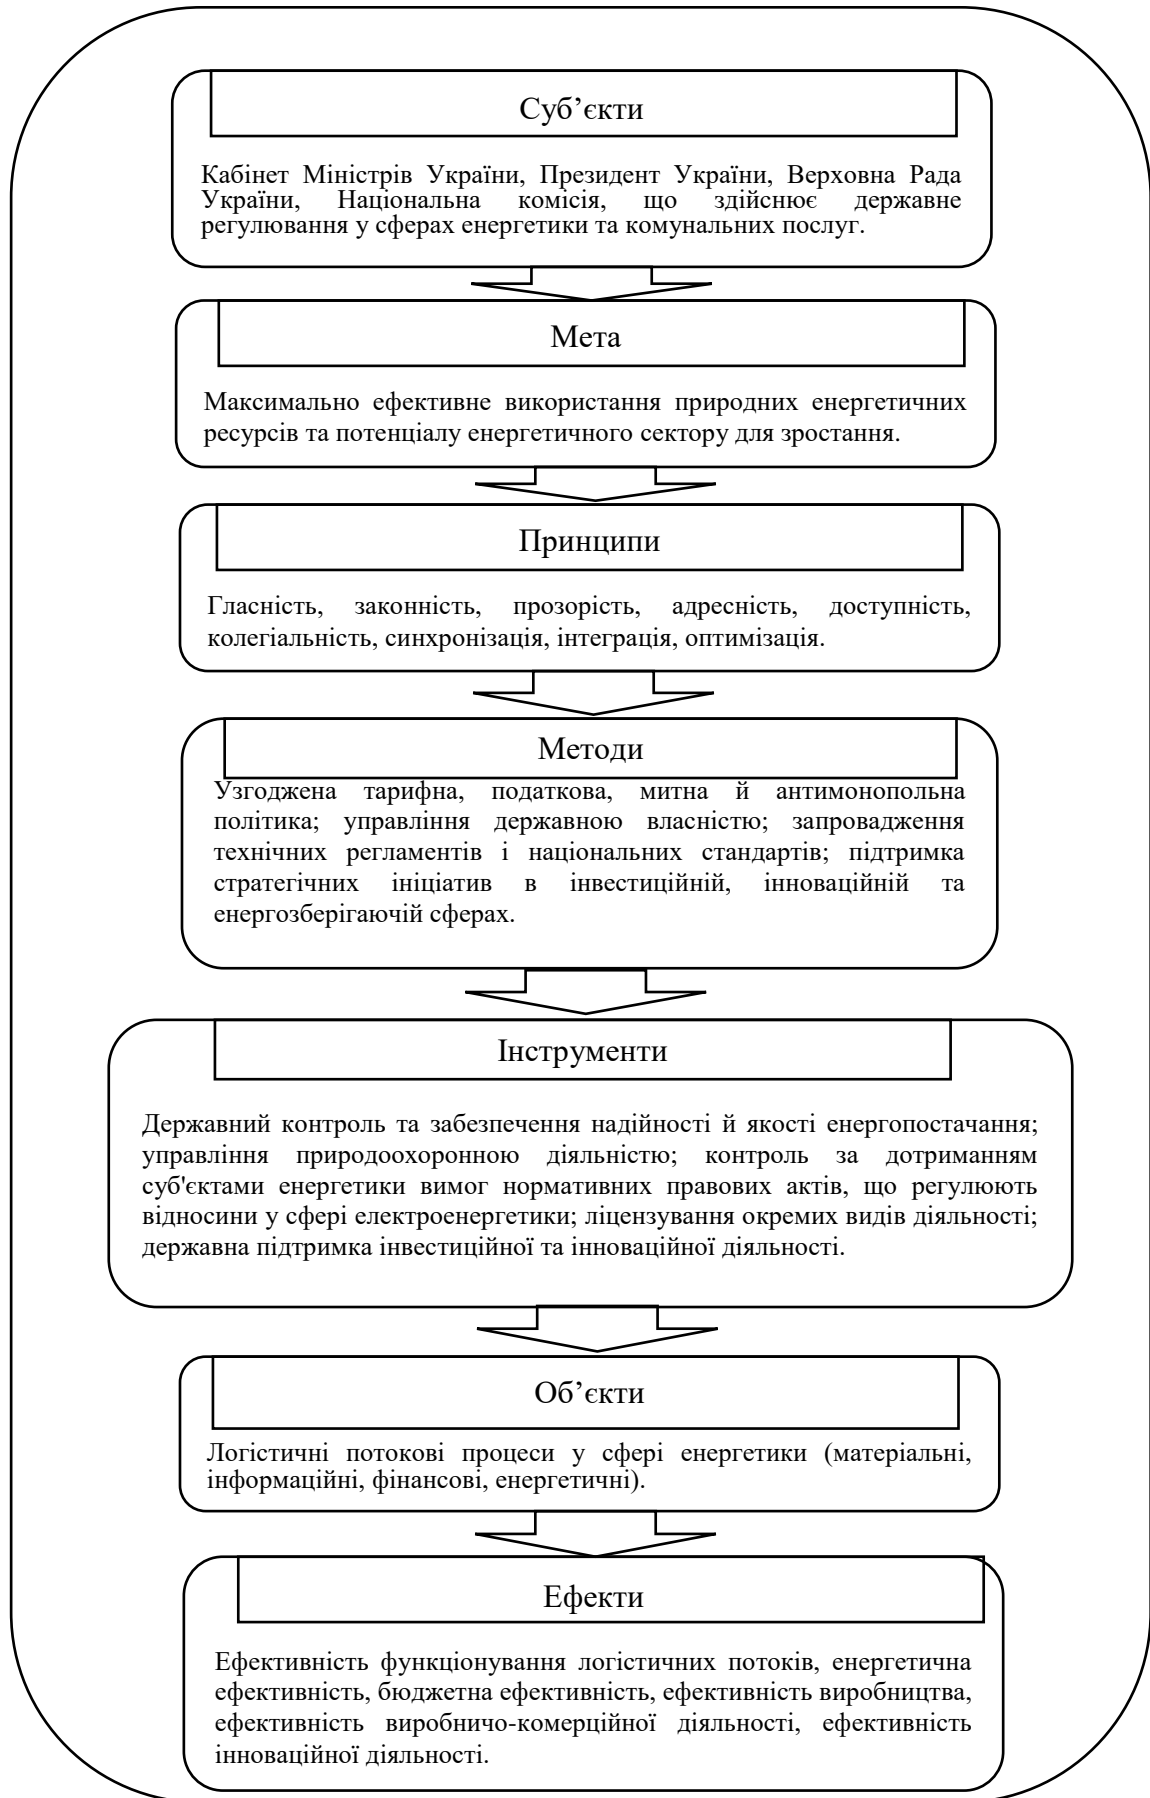 Суб’єкти
Кабінет Міністрів України, Президент України, Верховна Рада
України, Національна комісія, що здійснює державне
регулювання у сферах енергетики та комунальних послуг.
Мета
Максимально ефективне використання природних енергетичних
ресурсів та потенціалу енергетичного сектору для зростання.
Принципи
Гласність, законність, прозорість, адресність, доступність,
колегіальність, синхронізація, інтеграція, оптимізація.
Методи
Узгоджена тарифна, податкова, митна й антимонопольна
політика; управління державною власністю; запровадження
технічних регламентів і національних стандартів; підтримка
стратегічних ініціатив в інвестиційній, інноваційній та
енергозберігаючій сферах.
Інструменти
Державний контроль та забезпечення надійності й якості енергопостачання;
управління природоохоронною діяльністю; контроль за дотриманням
суб'єктами енергетики вимог нормативних правових актів, що регулюють
відносини у сфері електроенергетики; ліцензування окремих видів діяльності;
державна підтримка інвестиційної та інноваційної діяльності.
Об’єкти
Логістичні потокові процеси у сфері енергетики (матеріальні,
інформаційні, фінансові, енергетичні).
Ефекти
Ефективність функціонування логістичних потоків, енергетична
ефективність, бюджетна ефективність, ефективність виробництва,
ефективність виробничо-комерційної діяльності, ефективність
інноваційної діяльності.